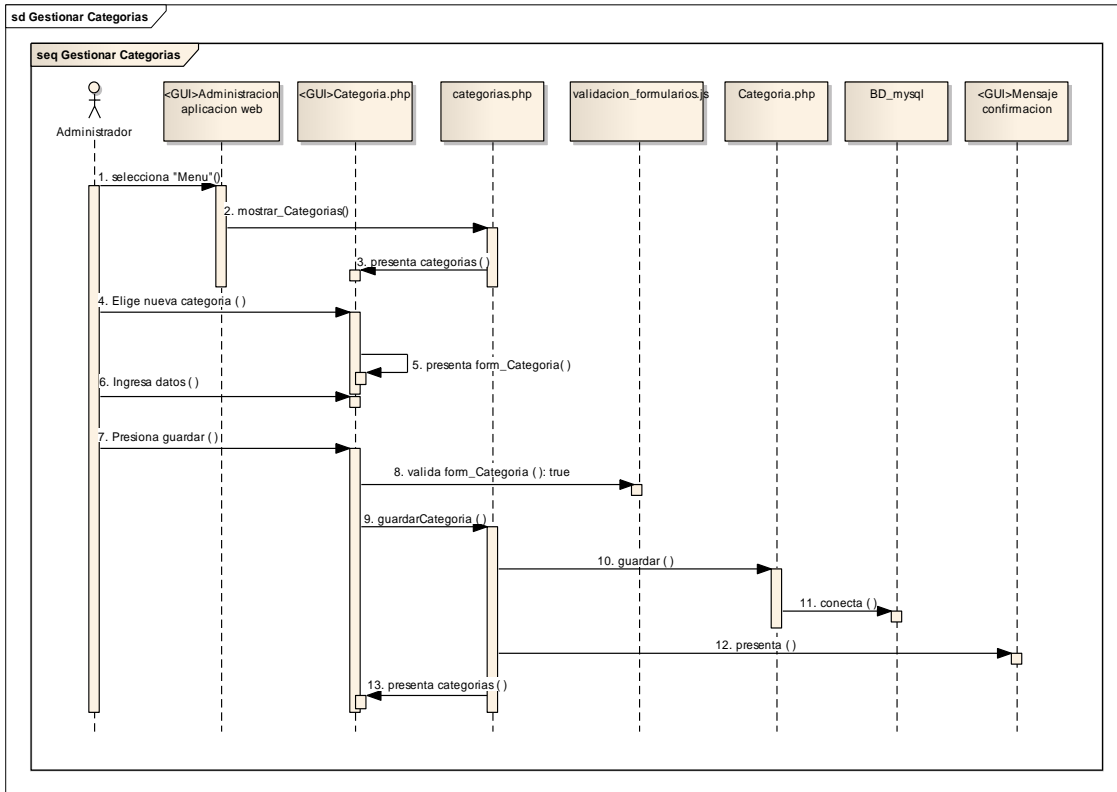 sd Gestionar Categorias
seq Gestionar Categorias
Administrador
<GUI>Administracion
aplicacion web
<GUI>Categoria.php
categorias.php
validacion_formularios.js
Categoria.php
BD_mysql
<GUI>Mensaje
confirmacion
1. selecciona "Menu"()
2. mostrar_Categorias()
3. presenta categorias ( )
4. Elige nueva categoria ( )
5. presenta form_Categoria( )
6. Ingresa datos ( )
7. Presiona guardar ( )
8. valida form_Categoria ( ): true
9. guardarCategoria ( )
10. guardar ( )
11. conecta ( )
12. presenta ( )
13. presenta categorias ( )